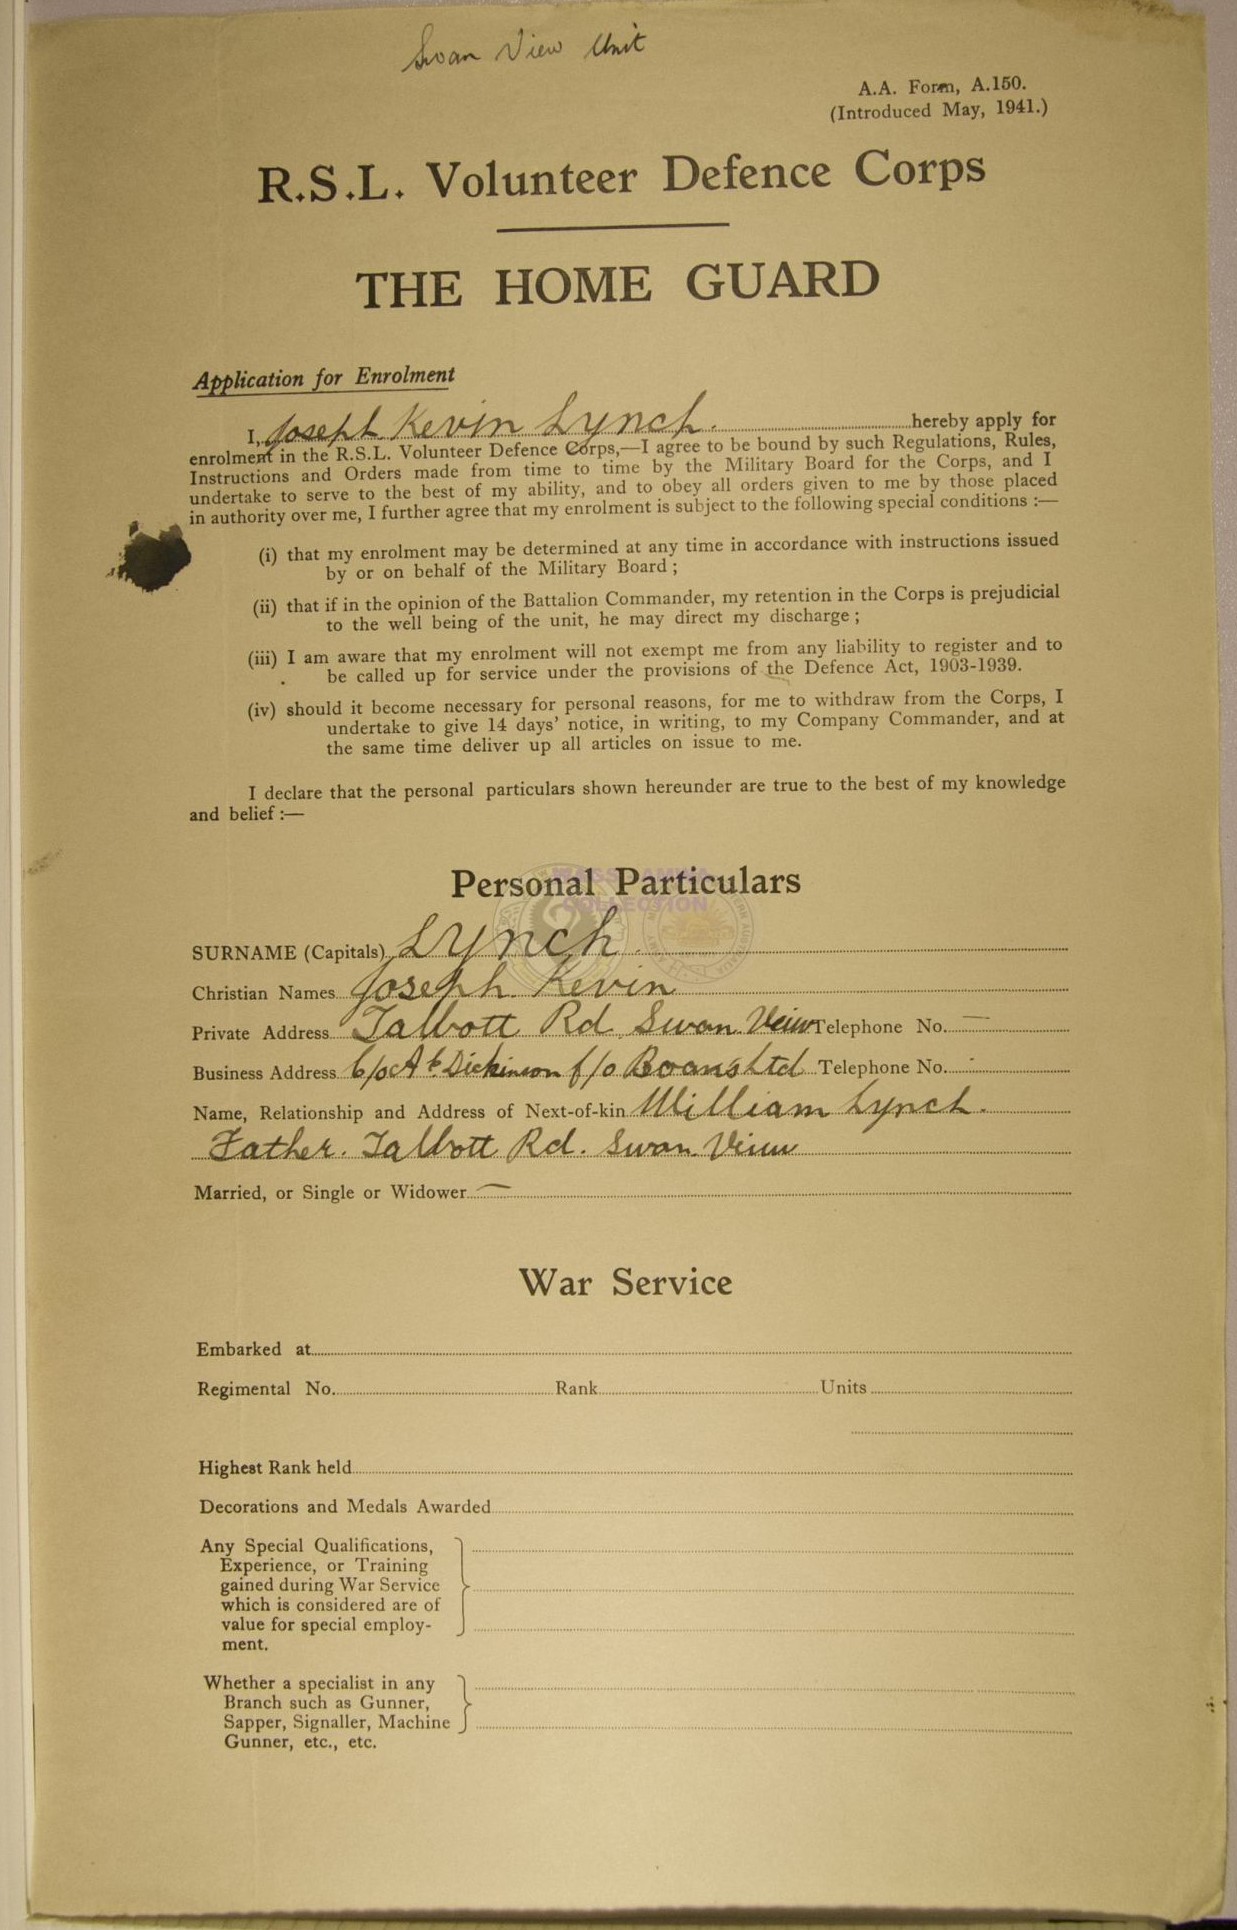 Swan View Unit
A.A. Form, A.150.
(Introduced May, 1941.)
R.S.L. Volunteer Defence Corps
THE HOME GUARD
Application for Enrolment
I, Joseph Kevin Lynch. hereby apply for
enrolment in the R.S.L. Volunteer Defence Corps,—I agree to be bound by such Regulations, Rules,
Instructions and Orders made from time to time by the Military Board for the Corps, and I
undertake to serve to the best of my ability, and to obey all orders given to me by those placed
in authority over me, I further agree that my enrolment is subject to the following special conditions :—
(i) that my enrolment may be determined at any time in accordance with instructions issued
by or on behalf of the Military Board ;
(ii) that if in the opinion of the Battalion Commander, my retention in the Corps is prejudicial
to the well being of the unit, he may direct my discharge ;
(iii) I am aware that my enrolment will not exempt me from any liability to register and to
be called up for service under the provisions of the Defence Act, 1903-1939.
(iv) should it become necessary for personal reasons, for me to withdraw from the Corps, I
undertake to give 14 days' notice, in writing, to my Company Commander, and at
the same time deliver up all articles on issue to me.
I declare that the personal particulars shown hereunder are true to the best of my knowledge
and belief :—
Personal Particulars
COLLECTION
SURNAME (Capitals) Lynch.
Christian Names Joseph Kevin
Private Address Talbott Rd Swan Veiw Telephone No. —
Business Address Dickinson Boans Ltd Telephone No. -
Name, Relationship and Address of Next-of-kin William Lynch.
Father. Talbott Rd. Swan Veiw
Married, or Single or Widower —
War Service
Embarked at
Regimental No. Rank Units
Highest Rank held
Decorations and Medals Awarded
Any Special Qualifications,
Experience, or Training
gained during War Service
which is considered are of
value for special employ-
ment.
Whether a specialist in any
Branch such as Gunner,
Sapper, Signaller, Machine
Gunner, etc., etc.